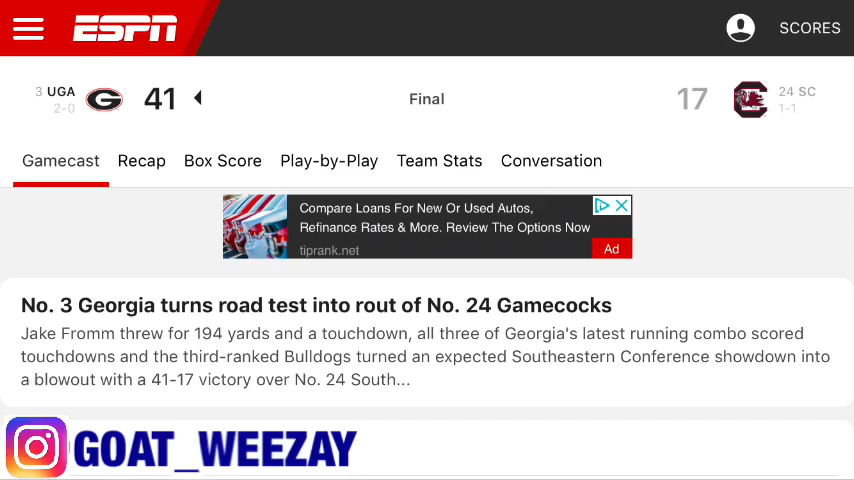 ESPN
SCORES
3 UGA
2-0
G
41
Final
17
24 SC
1-1
Gamecast Recap Box Score Play-by-Play Team Stats Conversation
Compare Loans For New Or Used Autos,
Refinance Rates & More. Review The Options Now
tiprank.net
Ad
No. 3 Georgia turns road test into rout of No. 24 Gamecocks
Jake Fromm threw for 194 yards and a touchdown, all three of Georgia's latest running combo scored
touchdowns and the third-ranked Bulldogs turned an expected Southeastern Conference showdown into
a blowout with a 41-17 victory over No. 24 South...
GOAT_WEEZAY